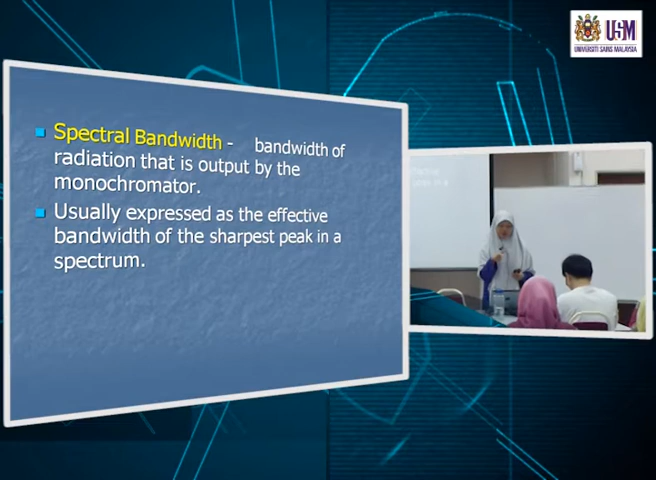 USM
UNIVERSITI SAINS MALAYSIA
Spectral Bandwidth - bandwidth of
radiation that is output by the
monochromator.
Usually expressed as the effective
bandwidth of the sharpest peak in a
spectrum.